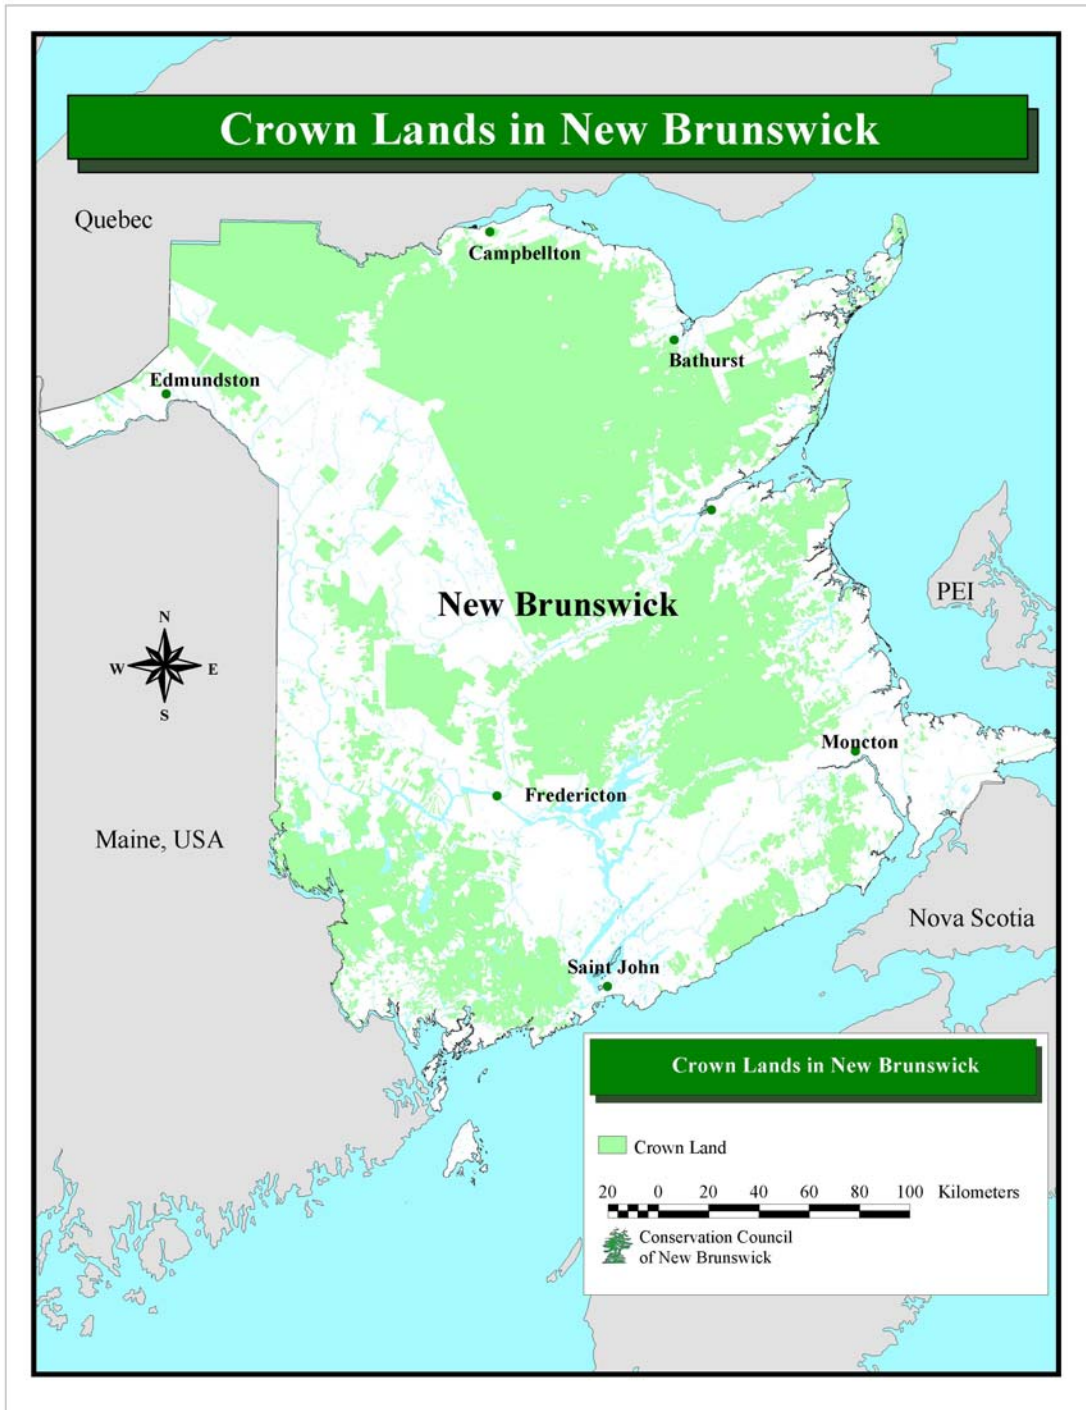 Crown Lands in New Brunswick
Quebec
Campbellton
Bathurst
Edmundston
New Brunswick
PEI
N
W E
S
Moncton
Fredericton
Maine, USA
Nova Scotia
Saint John
Crown Lands in New Brunswick
Crown Land
20 0 20 40 60 80 100 Kilometers
Conservation Council
of New Brunswick